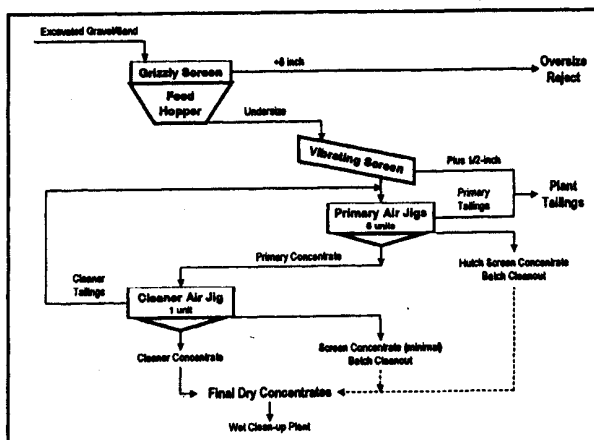 Excavated Gravel/Sand
Grizzly Screen
+6 inch
Oversize
Reject
Feed
Hopper
Undersize
Vibrating Screen
Plus 1/2-inch
Primary
Tailings
Plant
Tailings
Primary Air Jigs
6 units
Primary Concentrate
Hutch Screen Concentrate
Batch Cleanout
Cleaner
Tailings
Cleaner Air Jig
1 unit
Cleaner Concentrate
Screen Concentrate (minimal)
Batch Cleanout
Final Dry Concentrates
Wet Clean-up Plant